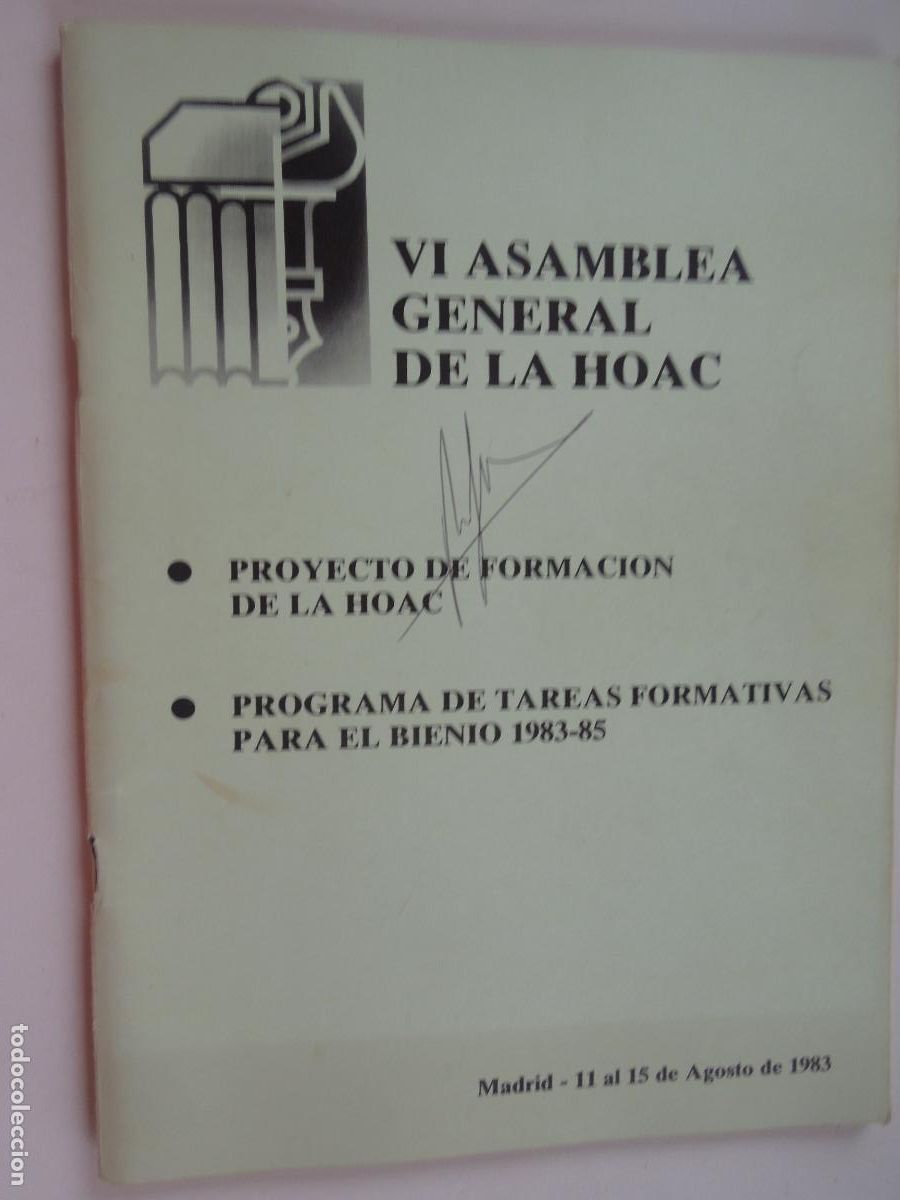 VI ASAMBLEA
GENERAL
DE LA HOAC
● PROYECTO DE FORMACION
DE LA HOAC
● PROGRAMA DE TAREAS FORMATIVAS
PARA EL BIENIO 1983-85
Madrid - 11 al 15 de Agosto de 1983
todocoleccion